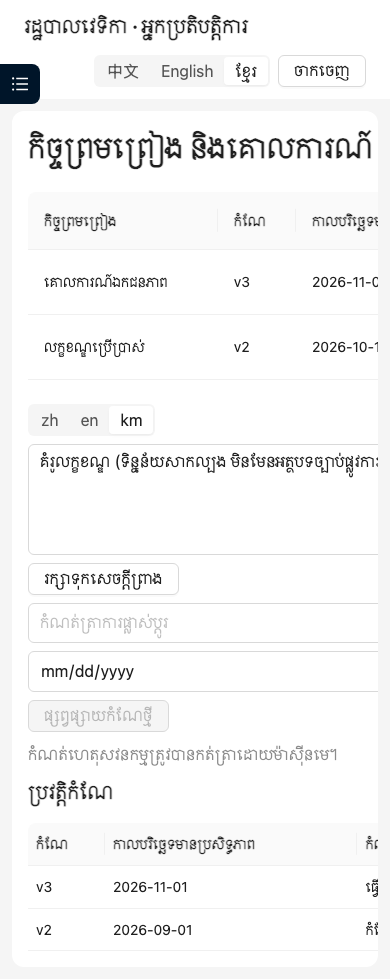 រដ្ឋបាលវេទិកា · អ្នកប្រតិបត្តិការ
中文 English ខ្មែរ ចាកចេញ
កិច្ចព្រមព្រៀង និងគោលការណ៍
កិច្ចព្រមព្រៀង កំណែ កាលបរិច្ឆេទម
គោលការណ៍ឯកជនភាព v3 2026-11-0
លក្ខខណ្ឌប្រើប្រាស់ v2 2026-10-1
zh en km
គំរូលក្ខខណ្ឌ (ទិន្នន័យសាកល្បង មិនមែនអត្ថបទច្បាប់ផ្លូវការ
រក្សាទុកសេចក្តីព្រាង
កំណត់ត្រាការផ្លាស់ប្តូរ
mm/dd/yyyy
ផ្សព្វផ្សាយកំណែថ្មី
កំណត់ហេតុសវនកម្មត្រូវបានកត់ត្រាដោយម៉ាស៊ីនមេ។
ប្រវត្តិកំណែ
កំណែ កាលបរិច្ឆេទមានប្រសិទ្ធភាព
v3 2026-11-01 ធ្វើ
v2 2026-09-01